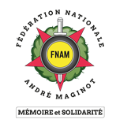 FÉDÉRATION NATIONALE
FNAM
ANDRÉ MAGINOT
MÉMOIRE et SOLIDARITÉ